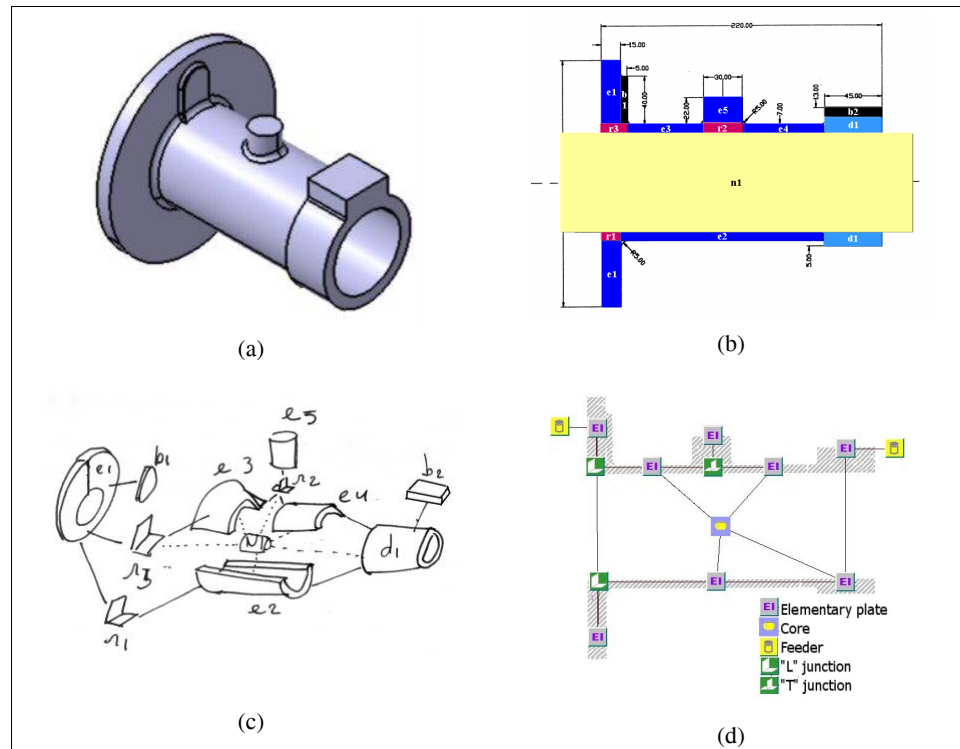 (a)
220.00
15.00
5.00
40.00
30.00
22.00
R5.00
7.00
13.00
45.00
e1
b
1
e5
b2
r3
e3
r2
e4
d1
n1
r1
e2
d1
R5.00
5.00
e1
(b)
e5
e3
r2
e4
b2
e1
b1
N1
d1
r3
e2
r1
(c)
EI
EI
EI
EI
EI
EI
EI
EI
EI Elementary plate
Core
Feeder
"L" junction
"T" junction
(d)